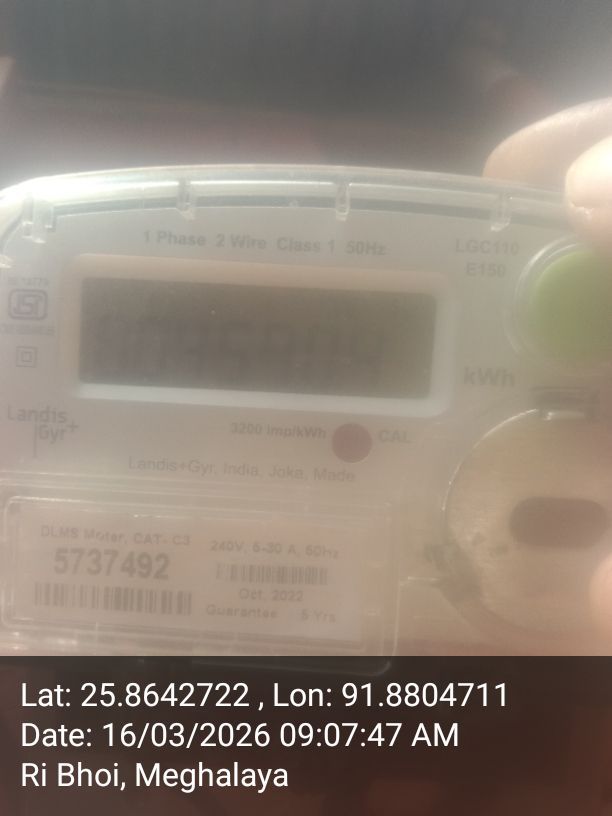 1 Phase 2 Wire Class 1 50Hz
LGC110
E150
kWh
Landis
Gyr+
3200 imp/kWh
CAL
Landis+Gyr, India, Joka, Made
DLMS Meter, CAT- C3
5737492
240V, 5-30 A, 50Hz
Oct, 2022
Guarantee 5 Yrs
Lat: 25.8642722 , Lon: 91.8804711
Date: 16/03/2026 09:07:47 AM
Ri Bhoi, Meghalaya